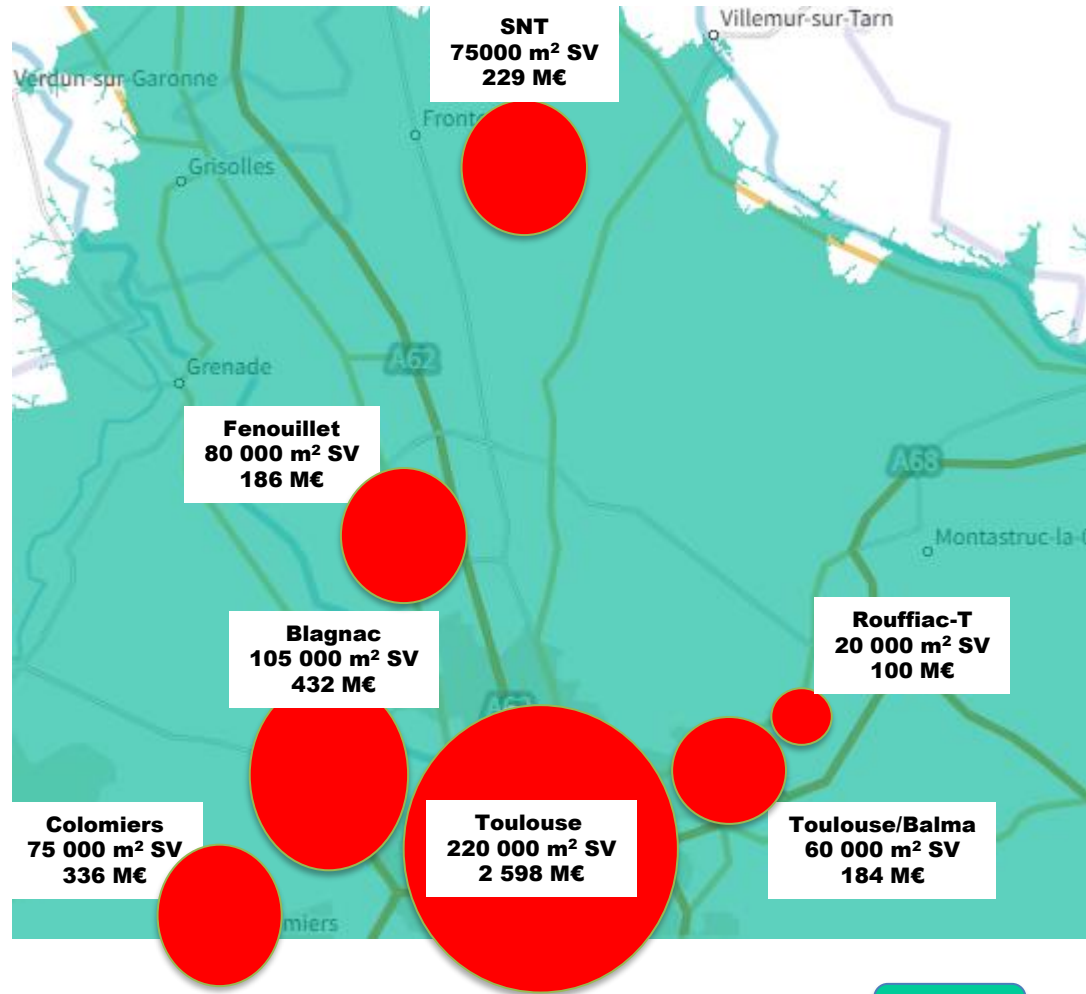 SNT
75000 m² SV
229 M€
Villemur-sur-Tarn
Verdun-sur-Garonne
Grisolles
A62
Grenade
Fenouillet
80 000 m² SV
186 M€
A68
Montastruc-la-
Blagnac
105 000 m² SV
432 M€
Rouffiac-T
20 000 m² SV
100 M€
Colomiers
75 000 m² SV
336 M€
Toulouse
220 000 m² SV
2 598 M€
Toulouse/Balma
60 000 m² SV
184 M€
miers